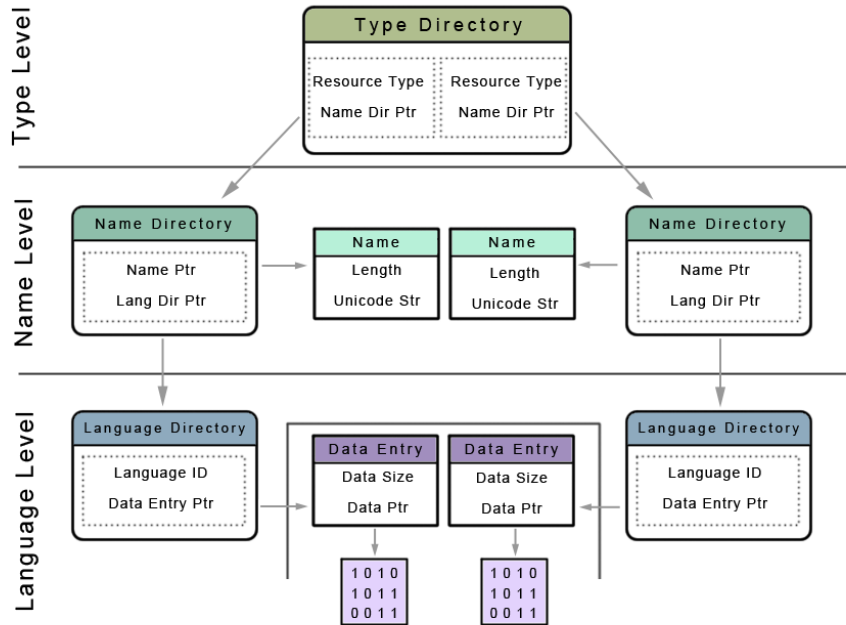 Type Level
Type Directory
Resource Type
Name Dir Ptr
Resource Type
Name Dir Ptr
Name Level
Name Directory
Name Ptr
Lang Dir Ptr
Name
Length
Unicode Str
Name
Length
Unicode Str
Name Directory
Name Ptr
Lang Dir Ptr
Language Level
Language Directory
Language ID
Data Entry Ptr
Data Entry
Data Size
Data Ptr
1010
1011
0011
Data Entry
Data Size
Data Ptr
1010
1011
0011
Language Directory
Language ID
Data Entry Ptr